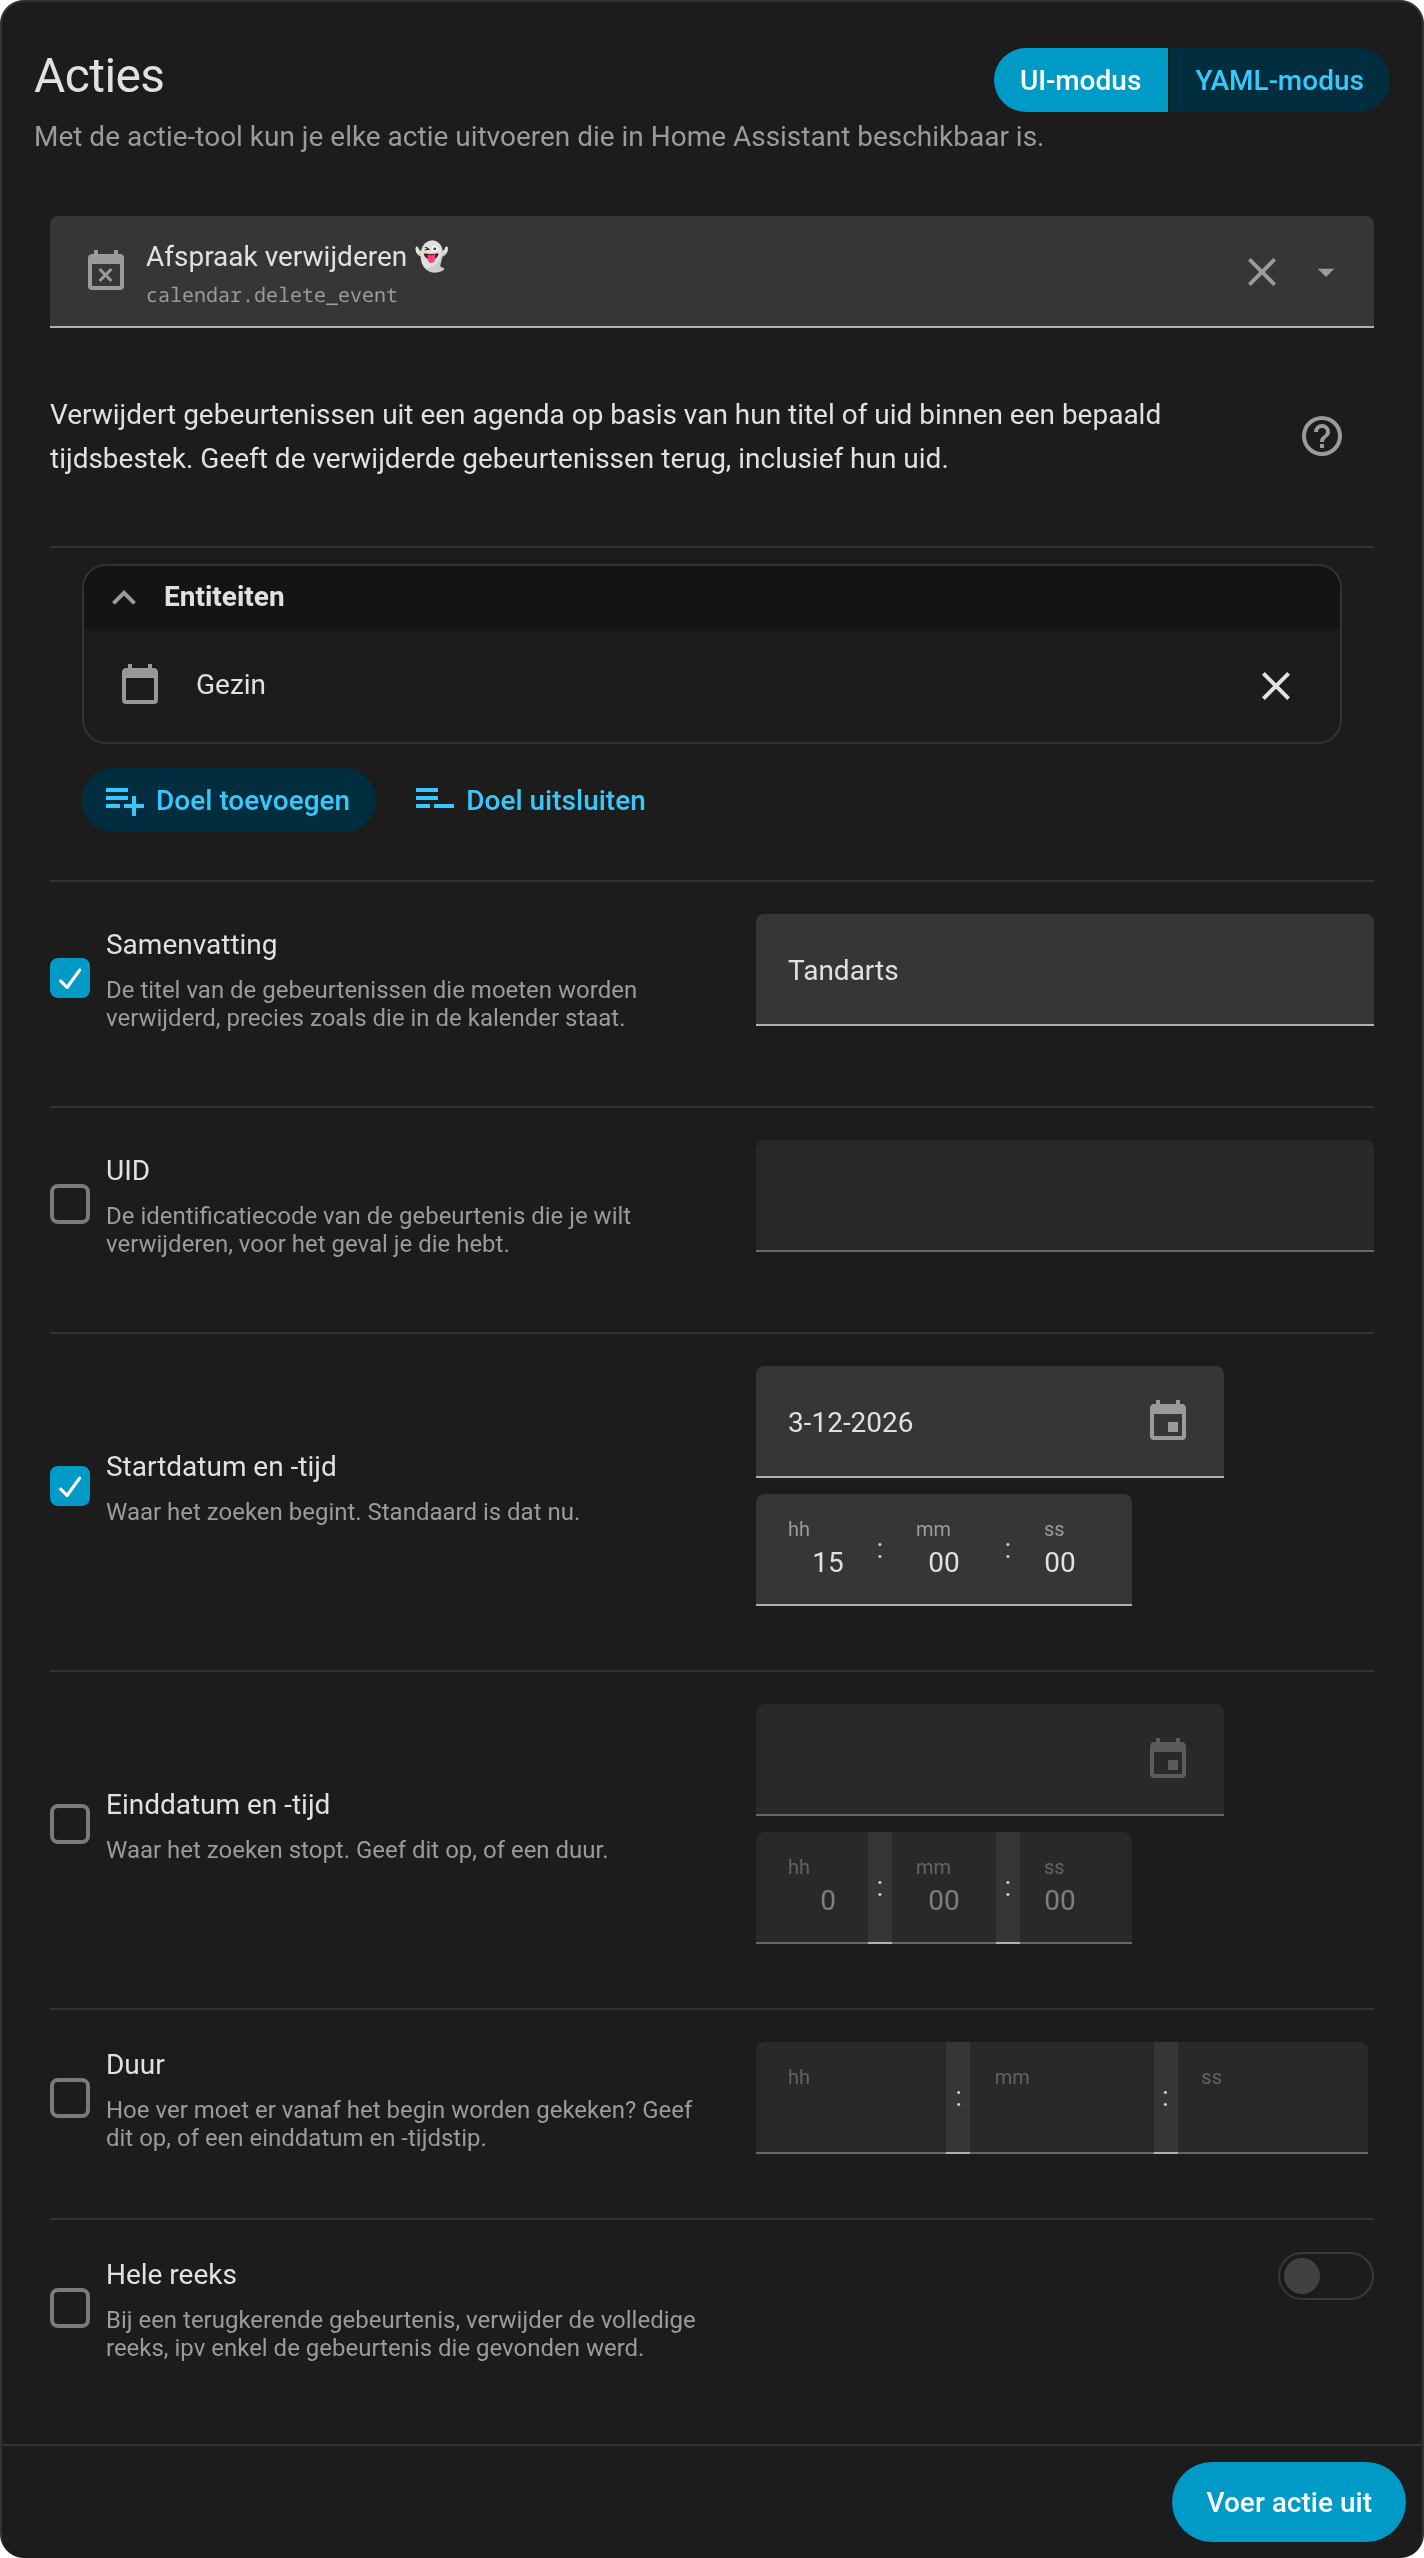 Acties
UI-modus
YAML-modus
Met de actie-tool kun je elke actie uitvoeren die in Home Assistant beschikbaar is.
Afspraak verwijderen 👻
calendar.delete_event
Verwijdert gebeurtenissen uit een agenda op basis van hun titel of uid binnen een bepaald
tijdsbestek. Geeft de verwijderde gebeurtenissen terug, inclusief hun uid.
Entiteiten
Gezin
Doel toevoegen
Doel uitsluiten
Samenvatting
De titel van de gebeurtenissen die moeten worden
verwijderd, precies zoals die in de kalender staat.
Tandarts
UID
De identificatiecode van de gebeurtenis die je wilt
verwijderen, voor het geval je die hebt.
Startdatum en -tijd
Waar het zoeken begint. Standaard is dat nu.
3-12-2026
hh mm ss
15 : 00 : 00
Einddatum en -tijd
Waar het zoeken stopt. Geef dit op, of een duur.
hh mm ss
0 : 00 : 00
Duur
Hoe ver moet er vanaf het begin worden gekeken? Geef
dit op, of een einddatum en -tijdstip.
hh : mm : ss
Hele reeks
Bij een terugkerende gebeurtenis, verwijder de volledige
reeks, ipv enkel de gebeurtenis die gevonden werd.
Voer actie uit